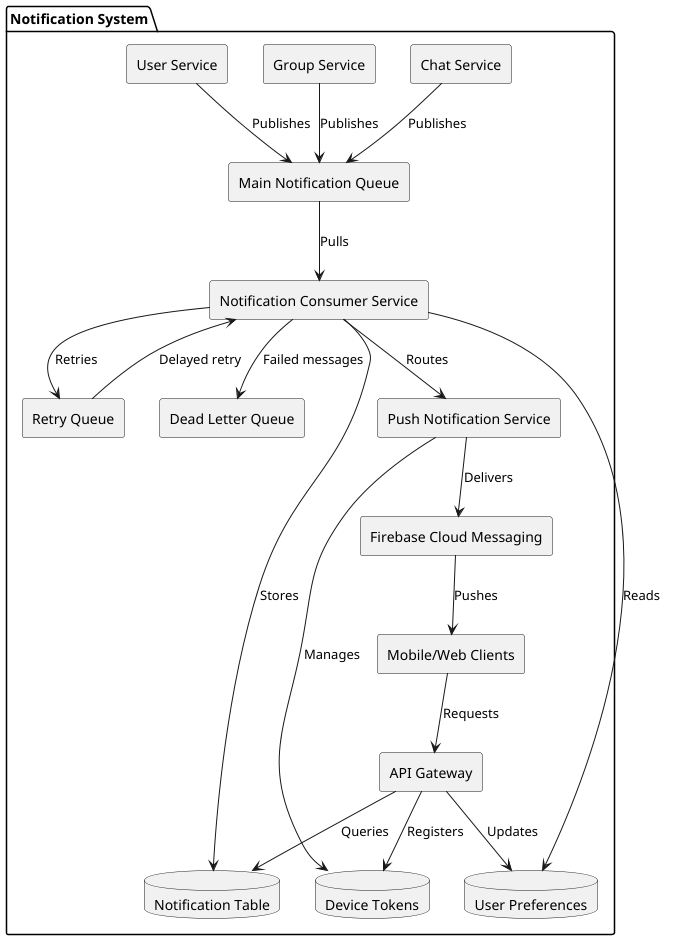 Notification System
User Service
Group Service
Chat Service
Publishes
Publishes
Publishes
Main Notification Queue
Pulls
Notification Consumer Service
Retries
Delayed retry
Failed messages
Routes
Retry Queue
Dead Letter Queue
Push Notification Service
Delivers
Firebase Cloud Messaging
Stores
Pushes
Reads
Manages
Mobile/Web Clients
Requests
API Gateway
Queries
Registers
Updates
Notification Table
Device Tokens
User Preferences